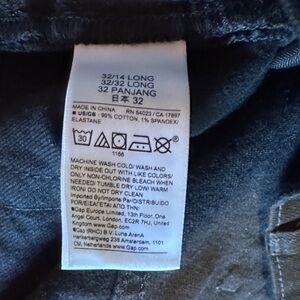 32/14 LONG
32/32 LONG
32 PANJANG
日本 32
MADE IN CHINA RN 54023 / CA 17897
■ US/GB : 99% COTTON, 1% SPANDEX/
ELASTANE
30
1166
MACHINE WASH COLD/ WASH AND
DRY INSIDE OUT WITH LIKE COLORS/
ONLY NON-CHLORINE BLEACH WHEN
NEEDED/ TUMBLE DRY LOW WARM
IRON/ DO NOT DRY CLEAN
Imported By/Importe Par/DISTRIBUIDO
POR/ΕΙΣΑΓΕΤΑΙ ΑΠΟ ΤΗΝ:
■Gap Europe Limited, 13th Floor, One
Angel Court, London, EC2R 7HJ, United
Kingdom www.Gap.com
■Gap (RHC) B.V. Luna ArenA
Herikerbergweg 238 Amsterdam, 1101
CM, Netherlands www.Gap.com